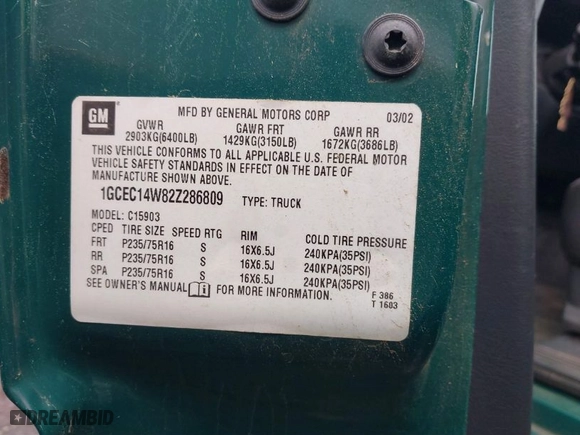 GM
MFD BY GENERAL MOTORS CORP 03/02
GVWR GAWR FRT GAWR RR
2903KG(6400LB) 1429KG(3150LB) 1672KG(3686LB)
THIS VEHICLE CONFORMS TO ALL APPLICABLE U.S. FEDERAL MOTOR
VEHICLE SAFETY STANDARDS IN EFFECT ON THE DATE OF
MANUFACTURE SHOWN ABOVE.
1GCEC14W82Z286809 TYPE: TRUCK
MODEL: C15903
CPED TIRE SIZE SPEED RTG RIM COLD TIRE PRESSURE
FRT P235/75R16 S 16X6.5J 240KPA(35PSI)
RR P235/75R16 S 16X6.5J 240KPA(35PSI)
SPA P235/75R16 S 16X6.5J 240KPA(35PSI)
SEE OWNER'S MANUAL FOR MORE INFORMATION.
F 386
T 1603
DREAMBID